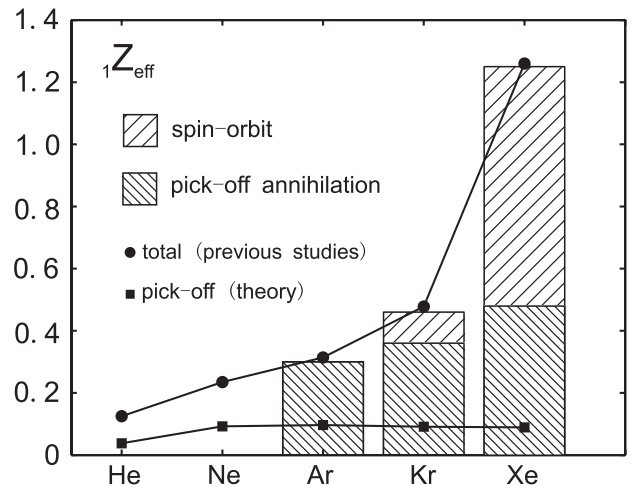 1.4
1.2
1.0
0.8
0.6
0.4
0.2
0
₁Zeff
spin-orbit
pick-off annihilation
total (previous studies)
pick-off (theory)
He Ne Ar Kr Xe